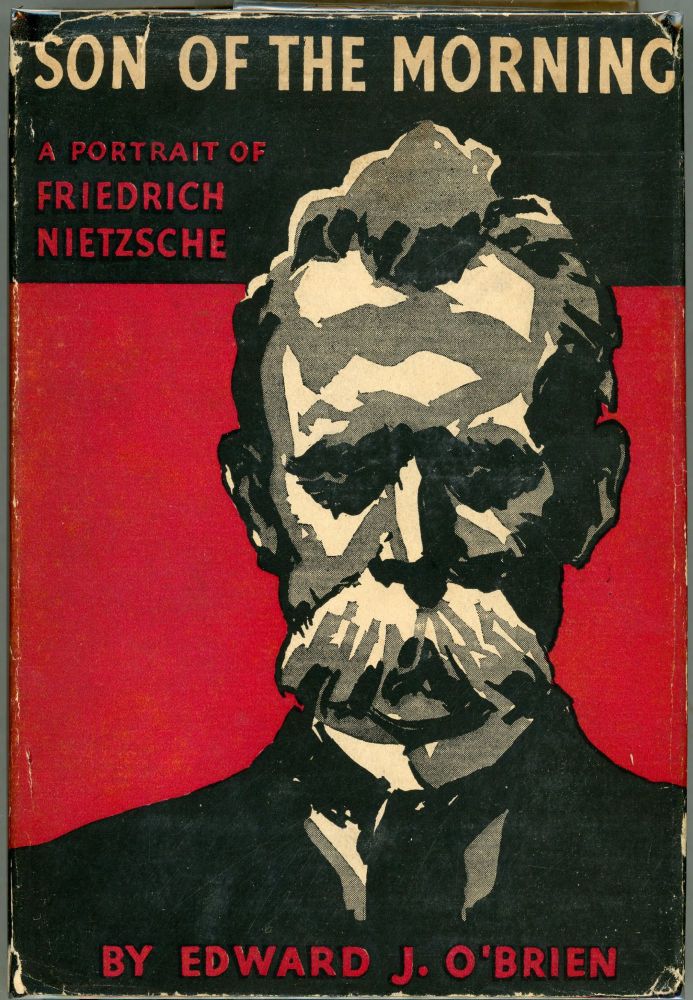 SON OF THE MORNING
A PORTRAIT OF
FRIEDRICH
NIETZSCHE
BY EDWARD J. O'BRIEN